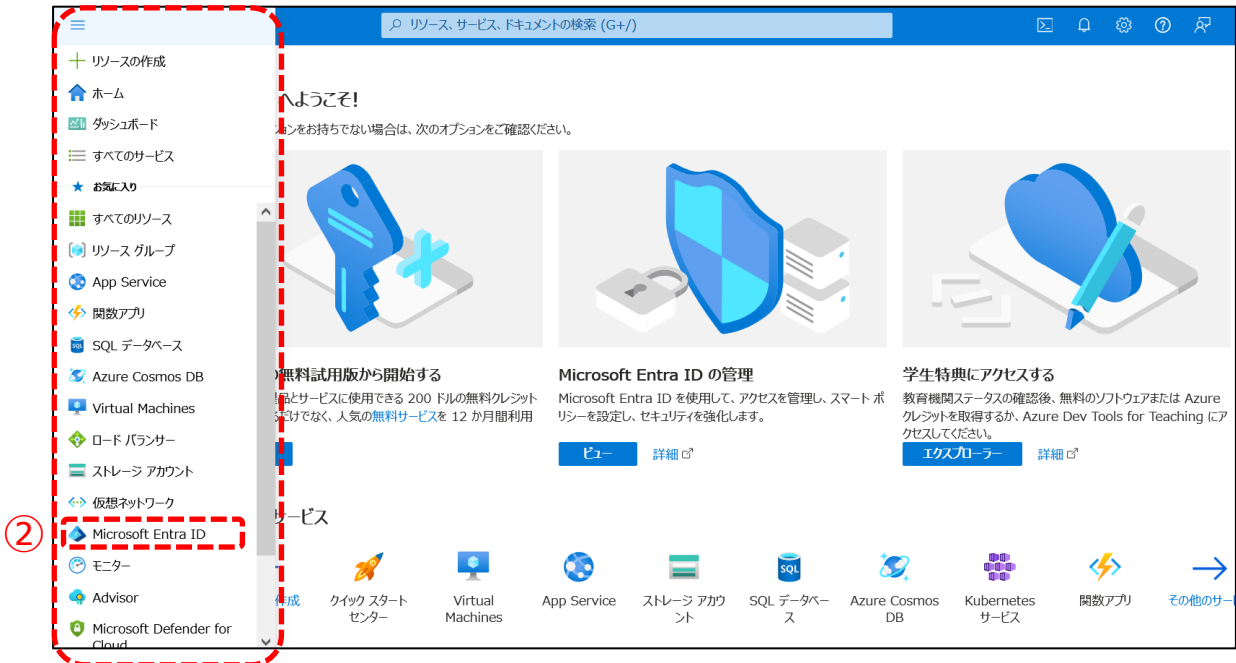 リソース、サービス、ドキュメントの検索 (G+/)
リソースの作成
ホーム
ダッシュボード
すべてのサービス
お気に入り
すべてのリソース
リソース グループ
App Service
関数アプリ
SQL データベース
Azure Cosmos DB
Virtual Machines
ロード バランサー
ストレージ アカウント
仮想ネットワーク
②
Microsoft Entra ID
モニター
Advisor
Microsoft Defender for
Cloud
へようこそ!
ションをお持ちでない場合は、次のオプションをご確認ください。
の無料試用版から開始する
品とサービスに使用できる 200 ドルの無料クレジット
るだけでなく、人気の無料サービスを 12 か月間利用
Microsoft Entra ID の管理
Microsoft Entra ID を使用して、アクセスを管理し、スマート ポ
リシーを設定し、セキュリティを強化します。
ビュー
詳細
学生特典にアクセスする
教育機関ステータスの確認後、無料のソフトウェアまたは Azure
クレジットを取得するか、Azure Dev Tools for Teaching にア
クセスしてください。
エクスプローラー
詳細
サービス
作成
クイック スタート
センター
Virtual
Machines
App Service
ストレージ アカウ
ント
SQL
SQL データベー
ス
Azure Cosmos
DB
Kubernetes
サービス
関数アプリ
その他のサー